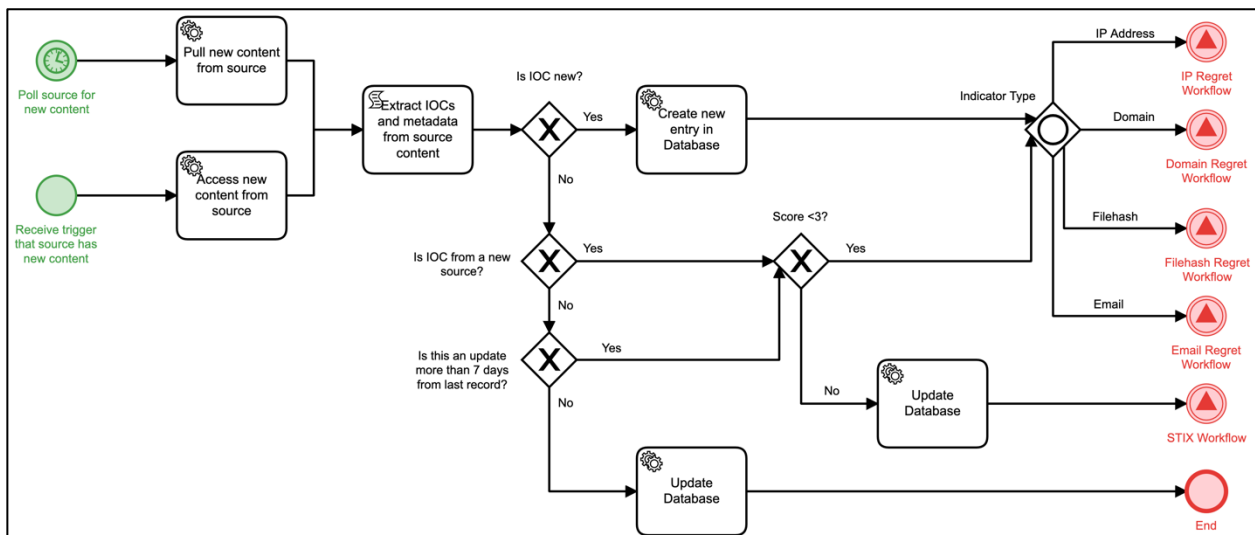 Poll source for
new content
Pull new content
from source
Receive trigger
that source has
new content
Access new
content from
source
Extract IOCs
and metadata
from source
content
Is IOC new?
X
Yes
No
Create new
entry in
Database
Is IOC from a new
source?
X
Yes
No
Is this an update
more than 7 days
from last record?
X
Yes
No
Score <3?
X
Yes
No
Update
Database
Update
Database
Indicator Type
IP Address
IP Regret
Workflow
Domain
Domain Regret
Workflow
Filehash
Filehash Regret
Workflow
Email
Email Regret
Workflow
STIX Workflow
End